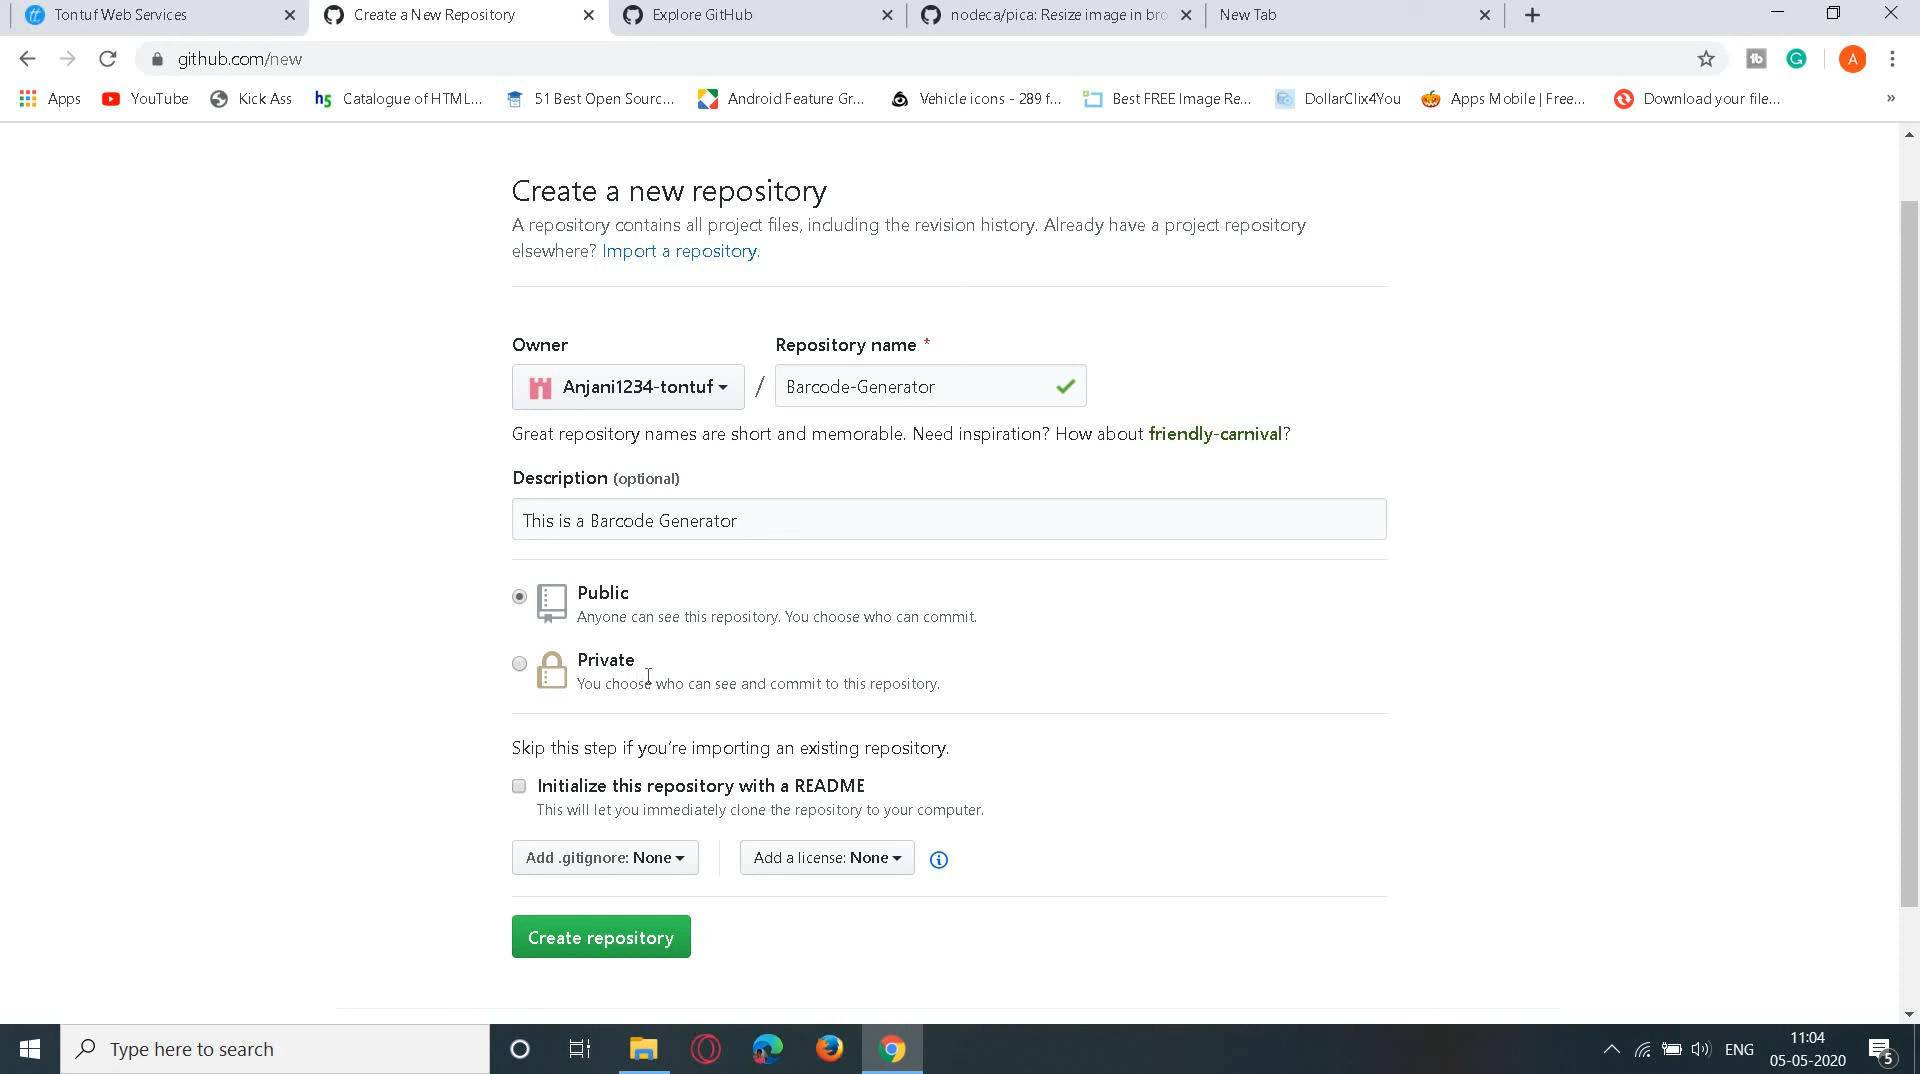 Tontuf Web Services
Create a New Repository
Explore GitHub
nodeca/pica: Resize image in bro
New Tab
github.com/new
A
Apps
YouTube
Kick Ass
h5 Catalogue of HTML...
51 Best Open Sourc...
Android Feature Gr...
Vehicle icons - 289 f...
Best FREE Image Re...
DollarClix4You
Apps Mobile | Free...
Download your file...
»
Create a new repository
A repository contains all project files, including the revision history. Already have a project repository
elsewhere? Import a repository.
Owner
Repository name *
Anjani1234-tontuf
/
Barcode-Generator
Great repository names are short and memorable. Need inspiration? How about friendly-carnival?
Description (optional)
This is a Barcode Generator
Public
Anyone can see this repository. You choose who can commit.
Private
You choose who can see and commit to this repository.
Skip this step if you're importing an existing repository.
Initialize this repository with a README
This will let you immediately clone the repository to your computer.
Add .gitignore: None
Add a license: None
Create repository
Type here to search
ENG
11:04
05-05-2020
5